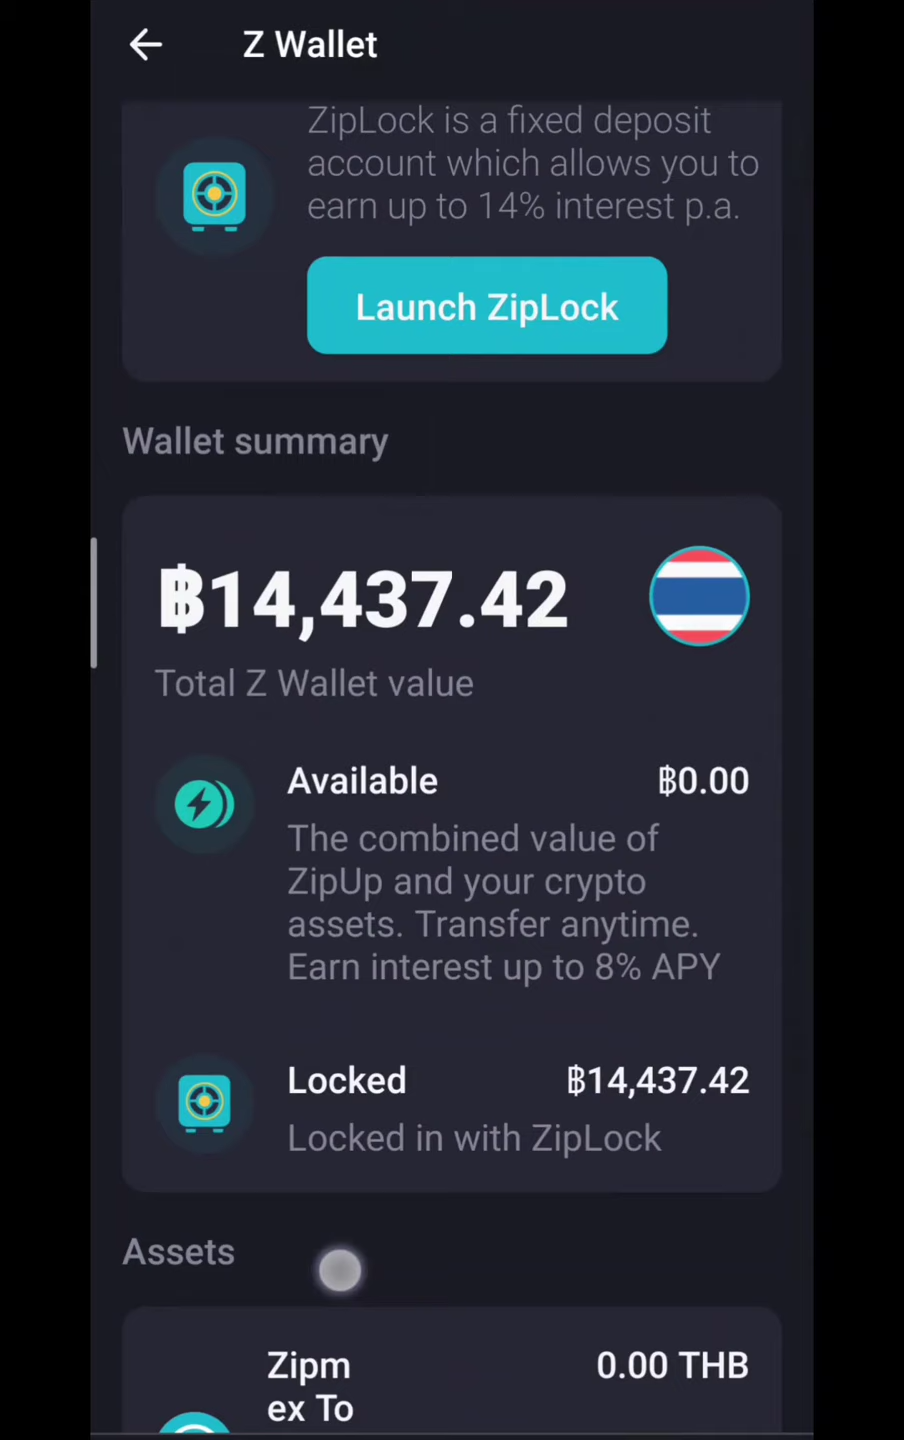 Z Wallet
ZipLock is a fixed deposit
account which allows you to
earn up to 14% interest p.a.
Launch ZipLock
Wallet summary
฿14,437.42
Total Z Wallet value
Available ฿0.00
The combined value of
ZipUp and your crypto
assets. Transfer anytime.
Earn interest up to 8% APY
Locked ฿14,437.42
Locked in with ZipLock
Assets
Zipm 0.00 THB
ex To